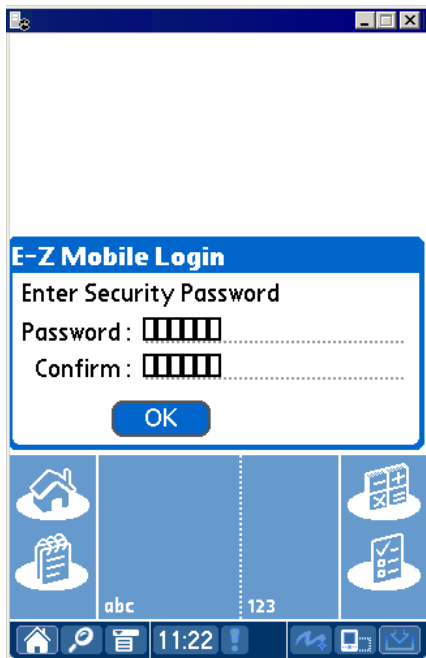 E-Z Mobile Login
Enter Security Password
Password :
Confirm :
OK
abc 123
11:22